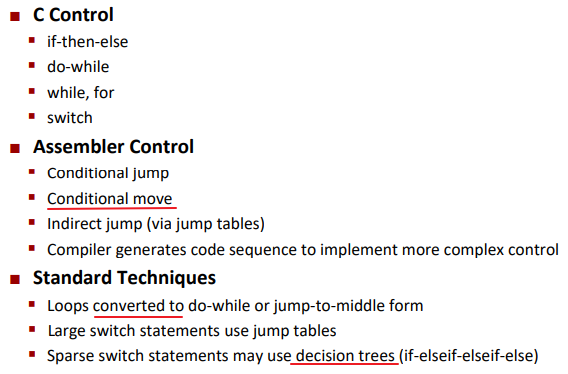 C Control
if-then-else
do-while
while, for
switch
Assembler Control
Conditional jump
Conditional move
Indirect jump (via jump tables)
Compiler generates code sequence to implement more complex control
Standard Techniques
Loops converted to do-while or jump-to-middle form
Large switch statements use jump tables
Sparse switch statements may use decision trees (if-elseif-elseif-else)